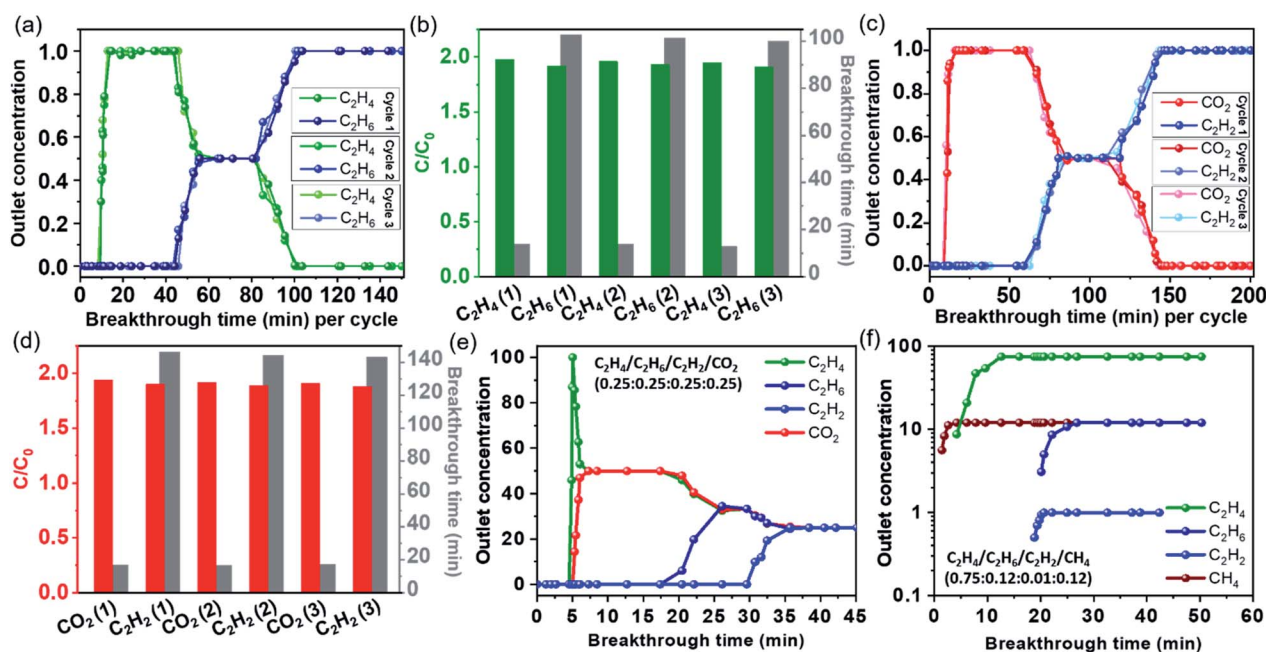 (a)
Outlet concentration
1.0
0.8
0.6
0.4
0.2
0.0
0 20 40 60 80 100 120 140
Breakthrough time (min) per cycle
C₂H₄
C₂H₆
Cycle 1
C₂H₄
C₂H₆
Cycle 2
C₂H₄
C₂H₆
Cycle 3
(b)
C/C₀
2.0
1.5
1.0
0.5
0.0
C₂H₄ (1) C₂H₆ (1) C₂H₄ (2) C₂H₆ (2) C₂H₄ (3) C₂H₆ (3)
100
80
60
40
20
0
Breakthrough time (min)
(c)
Outlet concentration
1.0
0.8
0.6
0.4
0.2
0.0
0 50 100 150 200
Breakthrough time (min) per cycle
CO₂
C₂H₂
Cycle 1
CO₂
C₂H₂
Cycle 2
CO₂
C₂H₂
Cycle 3
(d)
C/C₀
2.0
1.5
1.0
0.5
0.0
CO₂ (1) C₂H₂ (1) CO₂ (2) C₂H₂ (2) CO₂ (3) C₂H₂ (3)
140
120
100
80
60
40
20
0
Breakthrough time (min)
(e)
Outlet concentration
100
80
60
40
20
0
0 5 10 15 20 25 30 35 40 45
Breakthrough time (min)
C₂H₄/C₂H₆/C₂H₂/CO₂
(0.25:0.25:0.25:0.25)
C₂H₄
C₂H₆
C₂H₂
CO₂
(f)
Outlet concentration
100
10
1
0.1
0 10 20 30 40 50
Breakthrough time (min)
C₂H₄/C₂H₆/C₂H₂/CH₄
(0.75:0.12:0.01:0.12)
C₂H₄
C₂H₆
C₂H₂
CH₄